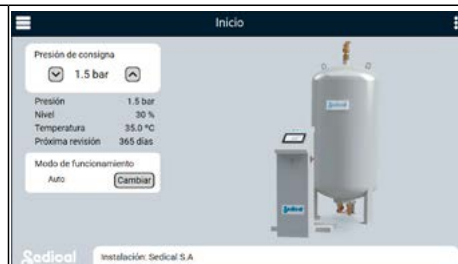 Inicio
Presión de consigna
1.5 bar
Presión 1.5 bar
Nivel 30 %
Temperatura 35.0 ºC
Próxima revisión 365 días
Modo de funcionamiento
Auto Cambiar
Sedical
Sedical
Sedical Instalación: Sedical S.A